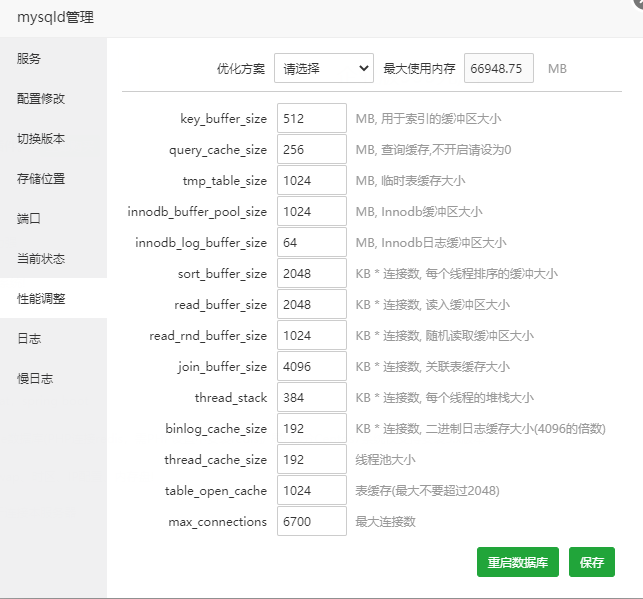 mysqld管理
服务
配置修改
切换版本
存储位置
端口
当前状态
性能调整
日志
慢日志
优化方案 请选择 最大使用内存 66948.75 MB
key_buffer_size 512 MB, 用于索引的缓冲区大小
query_cache_size 256 MB, 查询缓存,不开启请设为0
tmp_table_size 1024 MB, 临时表缓存大小
innodb_buffer_pool_size 1024 MB, Innodb缓冲区大小
innodb_log_buffer_size 64 MB, Innodb日志缓冲区大小
sort_buffer_size 2048 KB * 连接数, 每个线程排序的缓冲大小
read_buffer_size 2048 KB * 连接数, 读入缓冲区大小
read_rnd_buffer_size 1024 KB * 连接数, 随机读取缓冲区大小
join_buffer_size 4096 KB * 连接数, 关联表缓存大小
thread_stack 384 KB * 连接数, 每个线程的堆栈大小
binlog_cache_size 192 KB * 连接数, 二进制日志缓存大小(4096的倍数)
thread_cache_size 192 线程池大小
table_open_cache 1024 表缓存(最大不要超过2048)
max_connections 6700 最大连接数
重启数据库 保存